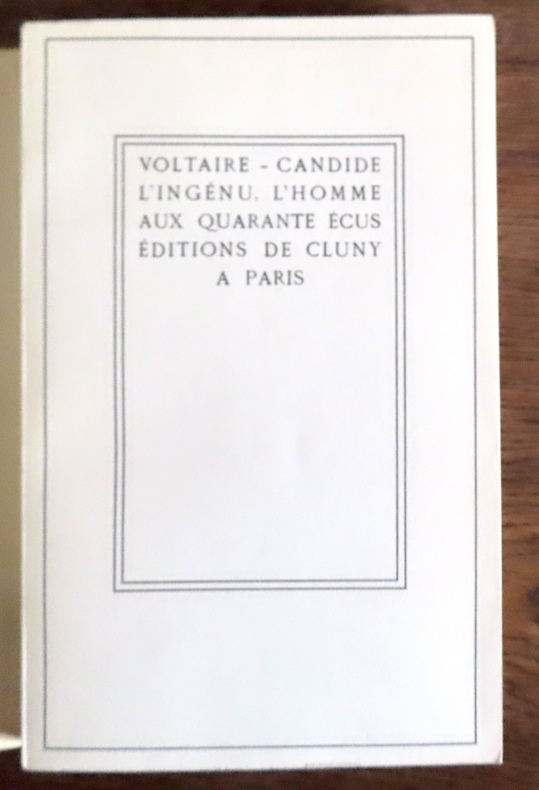 VOLTAIRE - CANDIDE
L'INGÉNU. L'HOMME
AUX QUARANTE ÉCUS
ÉDITIONS DE CLUNY
A PARIS